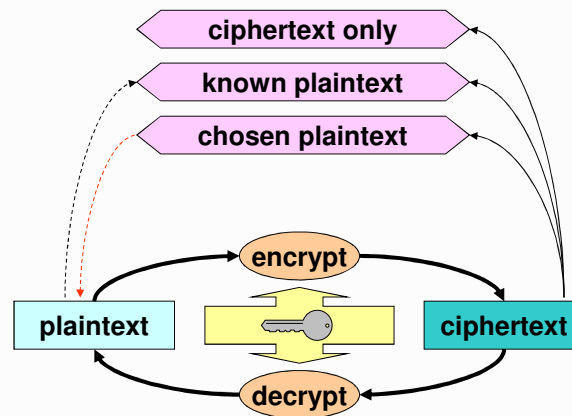 ciphertext only
known plaintext
chosen plaintext
encrypt
plaintext
ciphertext
decrypt